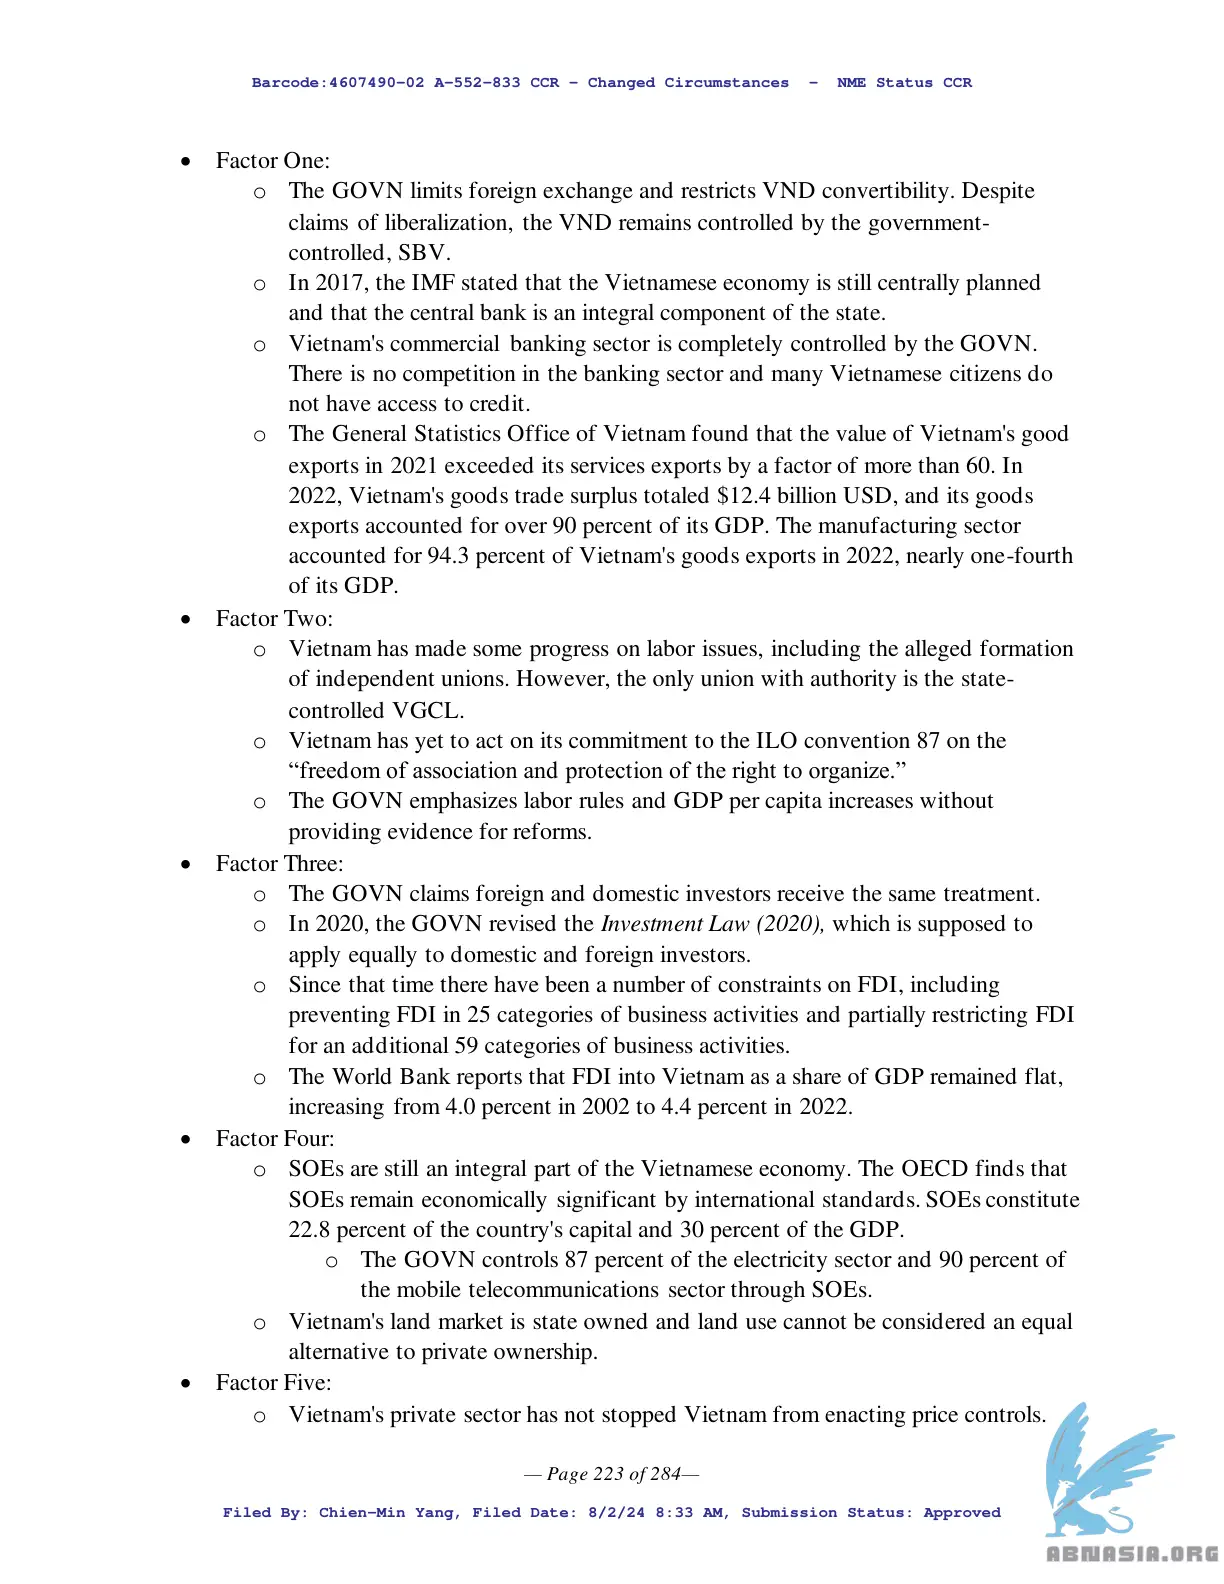 Barcode:4607490-02 A-552-833 CCR - Changed Circumstances - NME Status CCR
• Factor One:
o The GOVN limits foreign exchange and restricts VND convertibility. Despite
claims of liberalization, the VND remains controlled by the government-
controlled, SBV.
o In 2017, the IMF stated that the Vietnamese economy is still centrally planned
and that the central bank is an integral component of the state.
o Vietnam's commercial banking sector is completely controlled by the GOVN.
There is no competition in the banking sector and many Vietnamese citizens do
not have access to credit.
o The General Statistics Office of Vietnam found that the value of Vietnam's good
exports in 2021 exceeded its services exports by a factor of more than 60. In
2022, Vietnam's goods trade surplus totaled $12.4 billion USD, and its goods
exports accounted for over 90 percent of its GDP. The manufacturing sector
accounted for 94.3 percent of Vietnam's goods exports in 2022, nearly one-fourth
of its GDP.
• Factor Two:
o Vietnam has made some progress on labor issues, including the alleged formation
of independent unions. However, the only union with authority is the state-
controlled VGCL.
o Vietnam has yet to act on its commitment to the ILO convention 87 on the
“freedom of association and protection of the right to organize.”
o The GOVN emphasizes labor rules and GDP per capita increases without
providing evidence for reforms.
• Factor Three:
o The GOVN claims foreign and domestic investors receive the same treatment.
o In 2020, the GOVN revised the Investment Law (2020), which is supposed to
apply equally to domestic and foreign investors.
o Since that time there have been a number of constraints on FDI, including
preventing FDI in 25 categories of business activities and partially restricting FDI
for an additional 59 categories of business activities.
o The World Bank reports that FDI into Vietnam as a share of GDP remained flat,
increasing from 4.0 percent in 2002 to 4.4 percent in 2022.
• Factor Four:
o SOEs are still an integral part of the Vietnamese economy. The OECD finds that
SOEs remain economically significant by international standards. SOEs constitute
22.8 percent of the country's capital and 30 percent of the GDP.
o The GOVN controls 87 percent of the electricity sector and 90 percent of
the mobile telecommunications sector through SOEs.
o Vietnam's land market is state owned and land use cannot be considered an equal
alternative to private ownership.
• Factor Five:
o Vietnam's private sector has not stopped Vietnam from enacting price controls.
— Page 223 of 284—
Filed By: Chien-Min Yang, Filed Date: 8/2/24 8:33 AM, Submission Status: Approved
ABNASIA.ORG